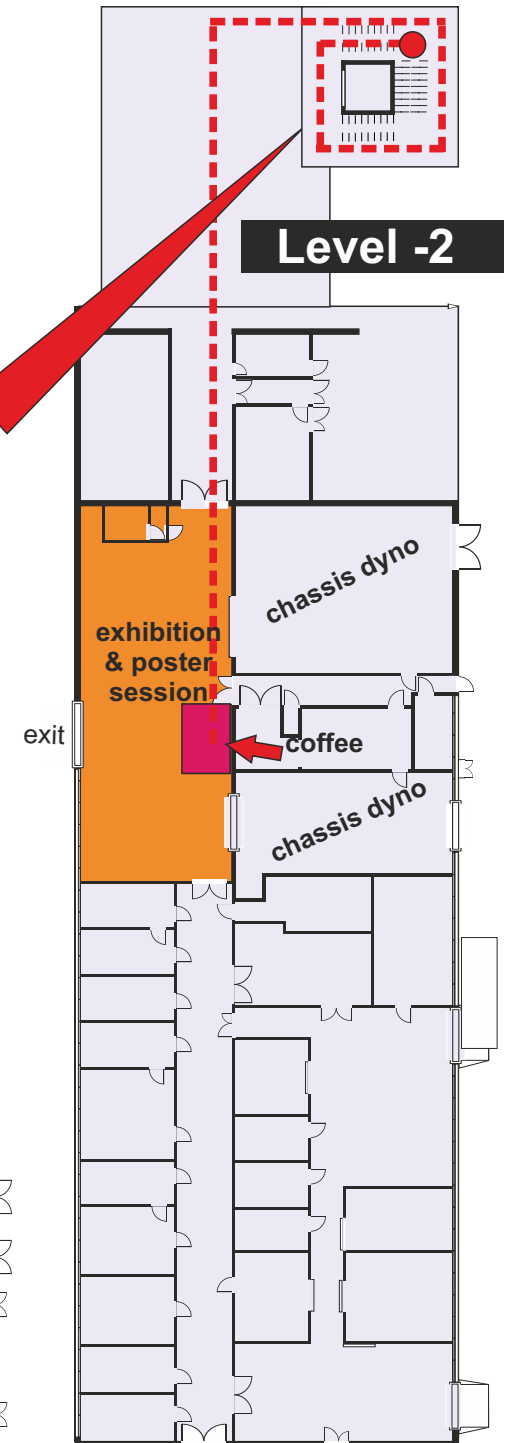 Level -2
chassis dyno
exhibition
& poster
session
exit
coffee
chassis dyno